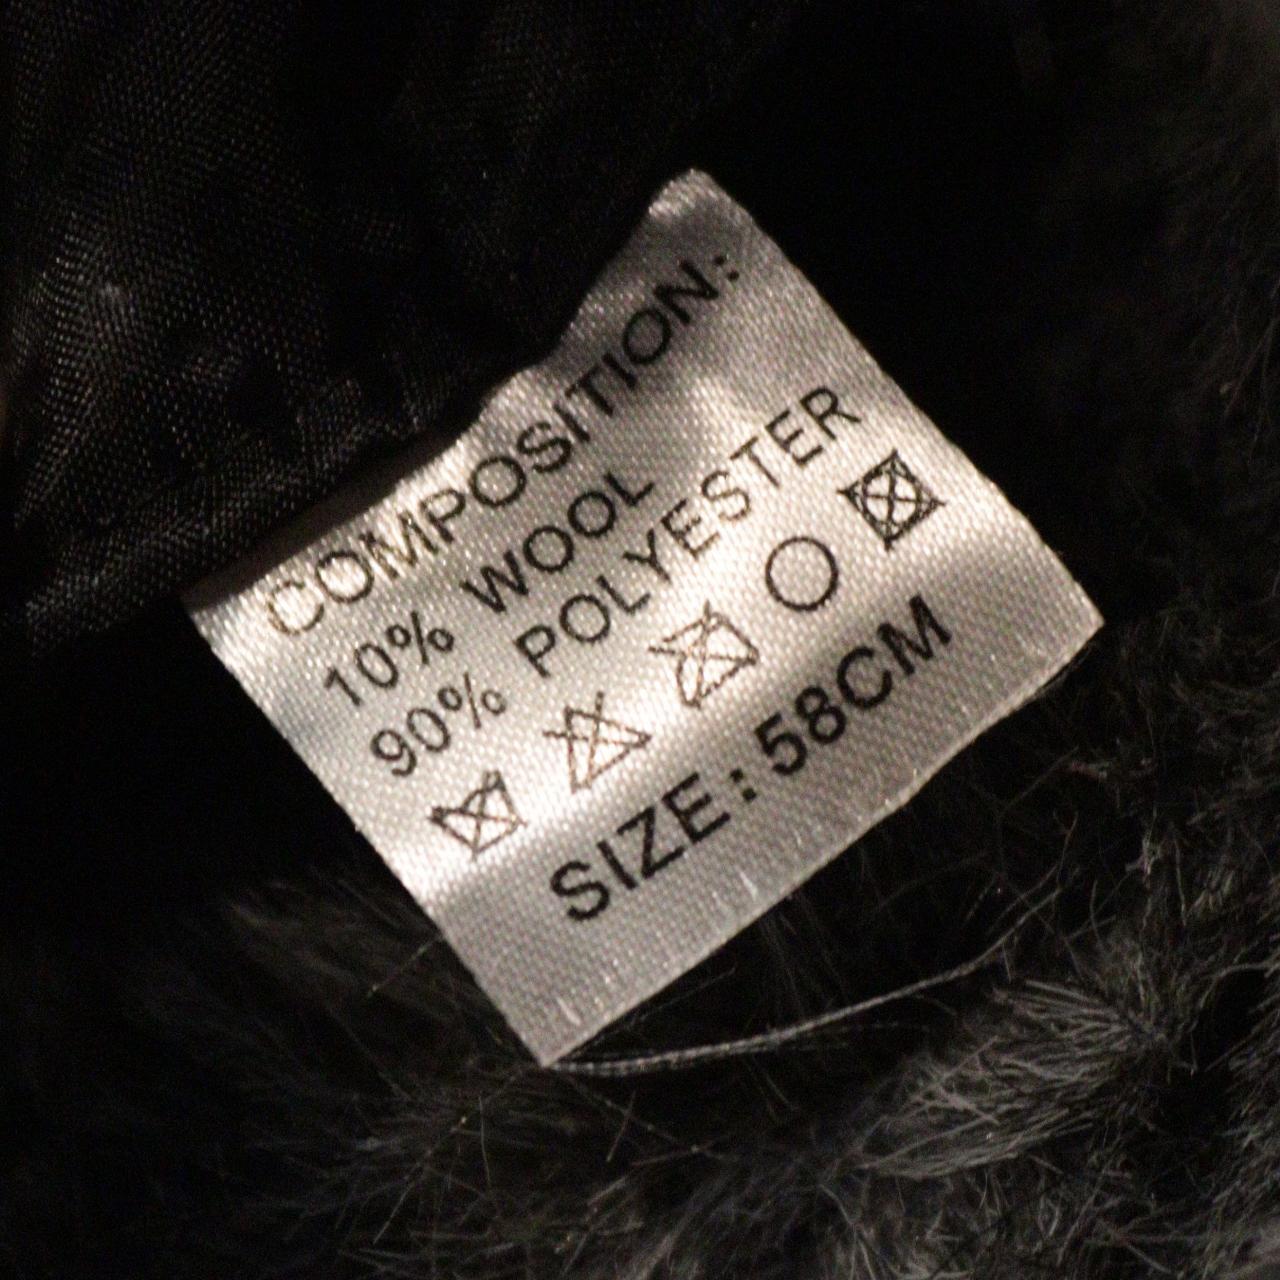 COMPOSITION:
10% WOOL
90% POLYESTER
SIZE: 58CM